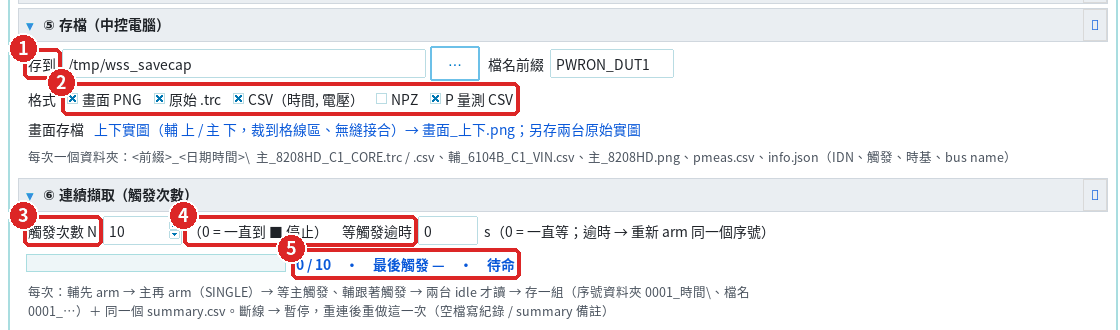 ▼ ⑤ 存檔（中控電腦）
1
存到 /tmp/wss_savecap ... 檔名前綴 PWRON_DUT1
2
格式 畫面 PNG 原始 .trc CSV（時間, 電壓） NPZ P 量測 CSV
畫面存檔 上下實圖（輔 上 / 主 下，裁到格線區、無縫接合）→ 畫面_上下.png；另存兩台原始實圖
每次一個資料夾：<前綴>_<日期時間>\ 主_8208HD_C1_CORE.trc / .csv、輔_6104B_C1_VIN.csv、主_8208HD.png、pmeas.csv、info.json（IDN、觸發、時基、bus name）
▼ ⑥ 連續擷取（觸發次數）
3 4
觸發次數 N 10 （0 = 一直到 ■ 停止） 等觸發逾時 0 s（0 = 一直等；逾時 → 重新 arm 同一個序號）
5
0 / 10 • 最後觸發 — • 待命
每次：輔先 arm → 主再 arm（SINGLE）→ 等主觸發、輔跟著觸發 → 兩台 idle 才讀 → 存一組（序號資料夾 0001_時間\、檔名
0001_…）＋ 同一個 summary.csv。斷線 → 暫停，重連後重做這一次（空檔寫紀錄 / summary 備註）